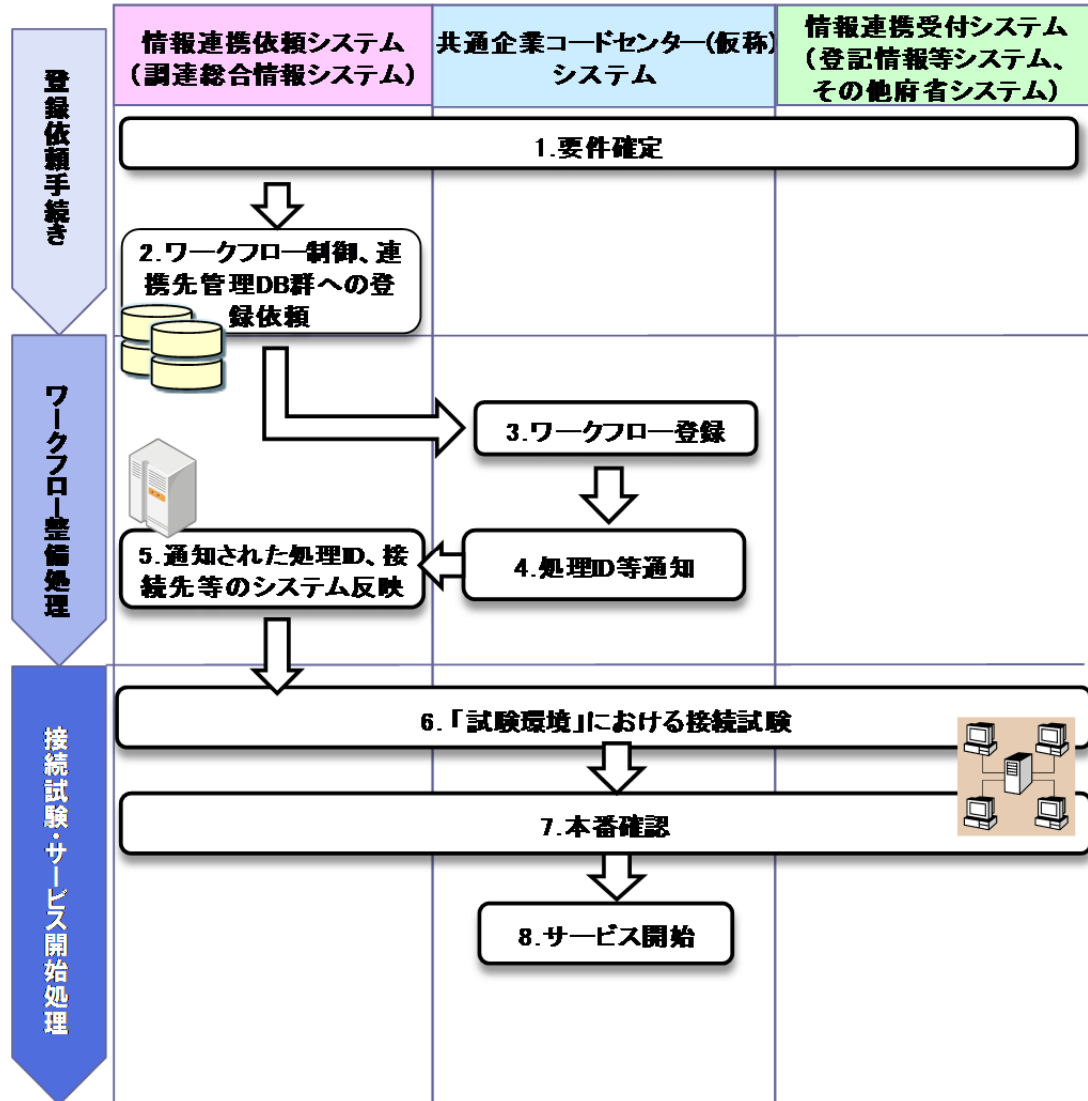 情報連携依頼システム
（調達総合情報システム）
共通企業コードセンター(仮称)
システム
情報連携受付システム
（登記情報等システム、
その他府省システム）
登録依頼手続き
1.要件確定
2.ワークフロー制御、連
携先管理DB群への登
録依頼
ワークフロー整備処理
3.ワークフロー登録
4.処理ID等通知
5.通知された処理ID、接
続先等のシステム反映
接続試験・サービス開始処理
6.「試験環境」における接続試験
7.本番確認
8.サービス開始